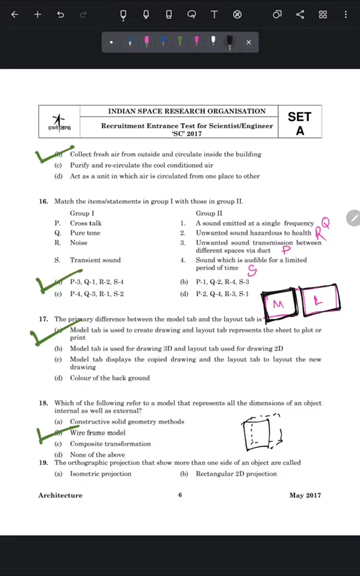 INDIAN SPACE RESEARCH ORGANISATION
Recruitment Entrance Test for Scientist/Engineer
'SC' 2017
SET
A
(b) Collect fresh air from outside and circulate inside the building
(c) Purify and re-circulate the cool conditioned air
(d) Act as a unit in which air is circulated from one place to other
16. Match the items/statements in group I with those in group II.
Group I Group II
P. Cross talk 1. A sound emitted at a single frequency Q
Q. Pure tone 2. Unwanted sound hazardous to health R
R. Noise 3. Unwanted sound transmission between
different spaces via duct P
S. Transient sound 4. Sound which is audible for a limited
period of time S
(a) P-3, Q-1, R-2, S-4 (b) P-1, Q-2, R-4, S-3
(c) P-4, Q-3, R-1, S-2 (d) P-2, Q-4, R-3, S-1
M L
17. The primary difference between the model tab and the layout tab is
(a) Model tab is used to create drawing and layout tab represents the sheet to plot or
print
(b) Model tab is used for drawing 3D and layout tab used for drawing 2D
(c) Model tab displays the copied drawing and the layout tab to layout the new
drawing
(d) Colour of the back ground
18. Which of the following refer to a model that represents all the dimensions of an object
internal as well as external?
(a) Constructive solid geometry methods
(b) Wire frame model
(c) Composite transformation
(d) None of the above
19. The orthographic projection that show more than one side of an object are called
(a) Isometric projection (b) Rectangular 2D projection
Architecture 6 May 2017